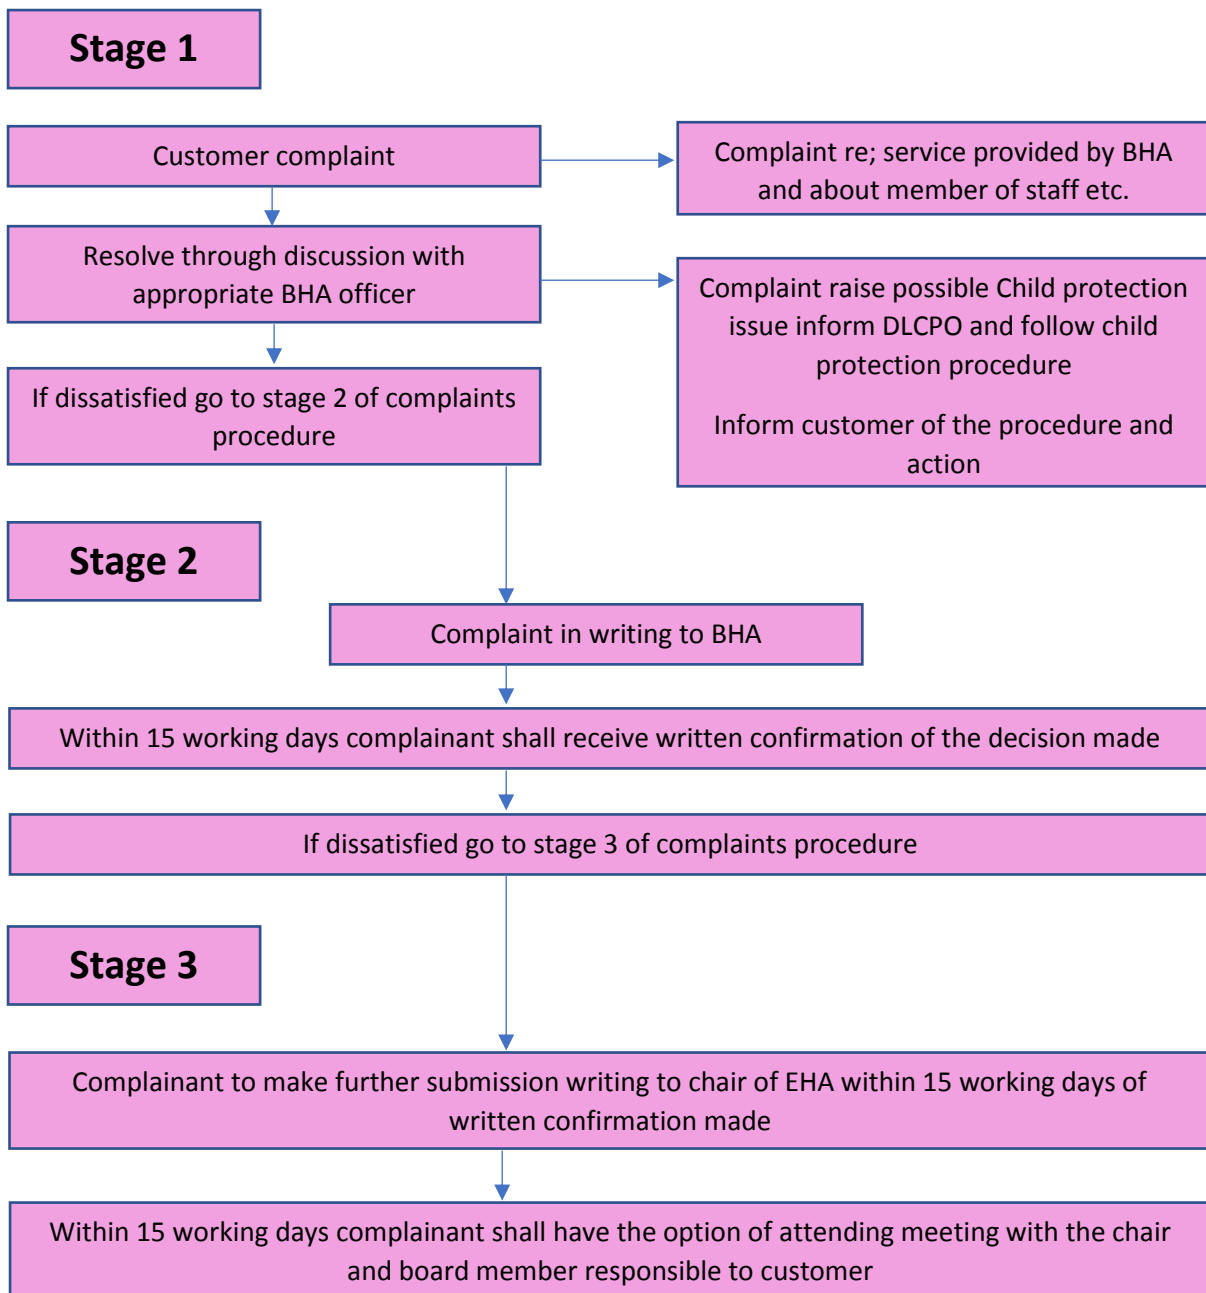 Stage 1
Customer complaint
Complaint re; service provided by BHA
and about member of staff etc.
Resolve through discussion with
appropriate BHA officer
Complaint raise possible Child protection
issue inform DLCPO and follow child
protection procedure
Inform customer of the procedure and
action
If dissatisfied go to stage 2 of complaints
procedure
Stage 2
Complaint in writing to BHA
Within 15 working days complainant shall receive written confirmation of the decision made
If dissatisfied go to stage 3 of complaints procedure
Stage 3
Complainant to make further submission writing to chair of EHA within 15 working days of
written confirmation made
Within 15 working days complainant shall have the option of attending meeting with the chair
and board member responsible to customer